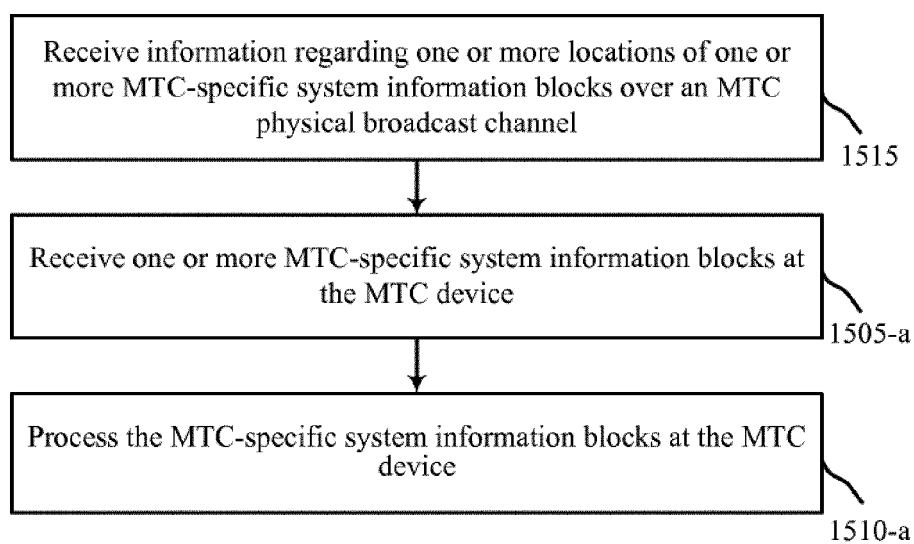 Receive information regarding one or more locations of one or
more MTC-specific system information blocks over an MTC
physical broadcast channel
1515
Receive one or more MTC-specific system information blocks at
the MTC device
1505-a
Process the MTC-specific system information blocks at the MTC
device
1510-a